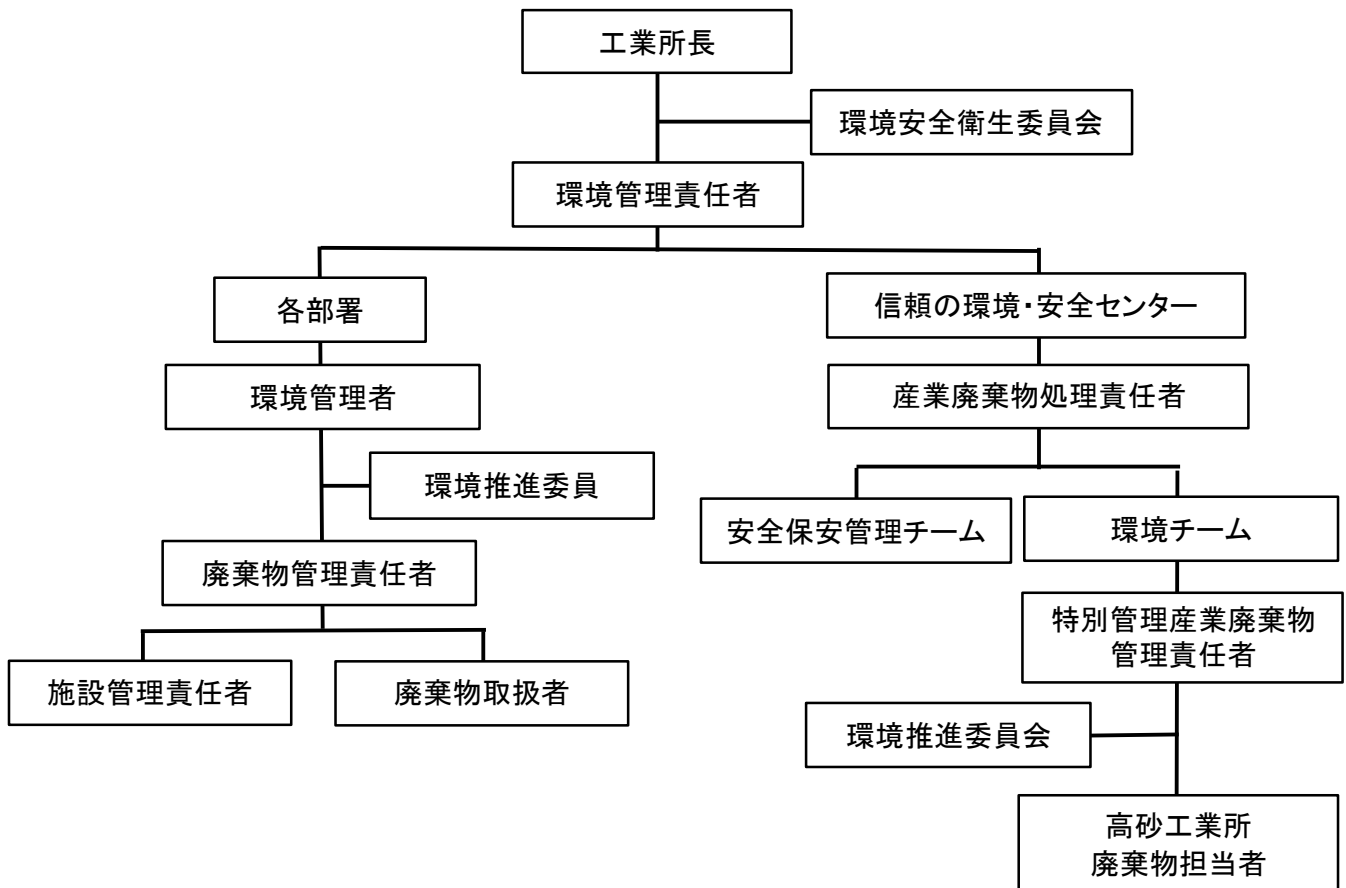 工業所長
環境安全衛生委員会
環境管理責任者
各部署
信頼の環境・安全センター
環境管理者
産業廃棄物処理責任者
環境推進委員
安全保安管理チーム
環境チーム
廃棄物管理責任者
特別管理産業廃棄物
管理責任者
施設管理責任者
廃棄物取扱者
環境推進委員会
高砂工業所
廃棄物担当者